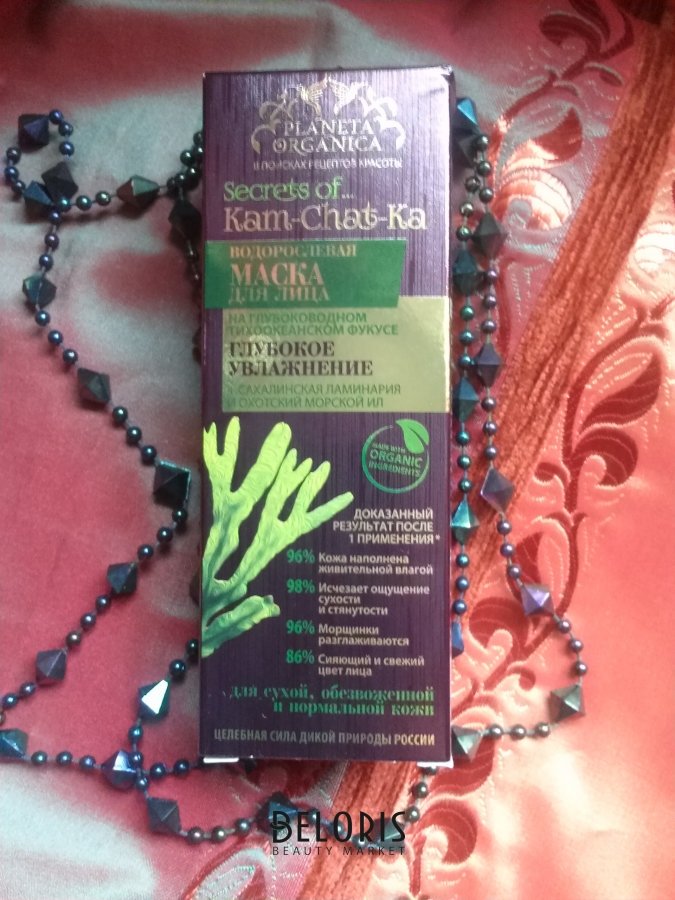 PLANETA
ORGANICA
В ПОИСКАХ РЕЦЕПТОВ КРАСОТЫ
Secrets of...
Kam-Chat-Ka
ВОДОРОСЛЕВАЯ
МАСКА
ДЛЯ ЛИЦА
НА ГЛУБОКОВОДНОМ
ТИХООКЕАНСКОМ ФУКУСЕ
ГЛУБОКОЕ
УВЛАЖНЕНИЕ
+ САХАЛИНСКАЯ ЛАМИНАРИЯ
И ОХОТСКИЙ МОРСКОЙ ИЛ
MADE WITH
ORGANIC
INGREDIENTS
ДОКАЗАННЫЙ
РЕЗУЛЬТАТ ПОСЛЕ
1 ПРИМЕНЕНИЯ*
96% Кожа наполнена
живительной влагой
98% Исчезает ощущение
сухости
и стянутости
96% Морщинки
разглаживаются
86% Сияющий и свежий
цвет лица
для сухой, обезвоженной
и нормальной кожи
ЦЕЛЕБНАЯ СИЛА ДИКОЙ ПРИРОДЫ РОССИИ
BELORIS
BEAUTY MARKET